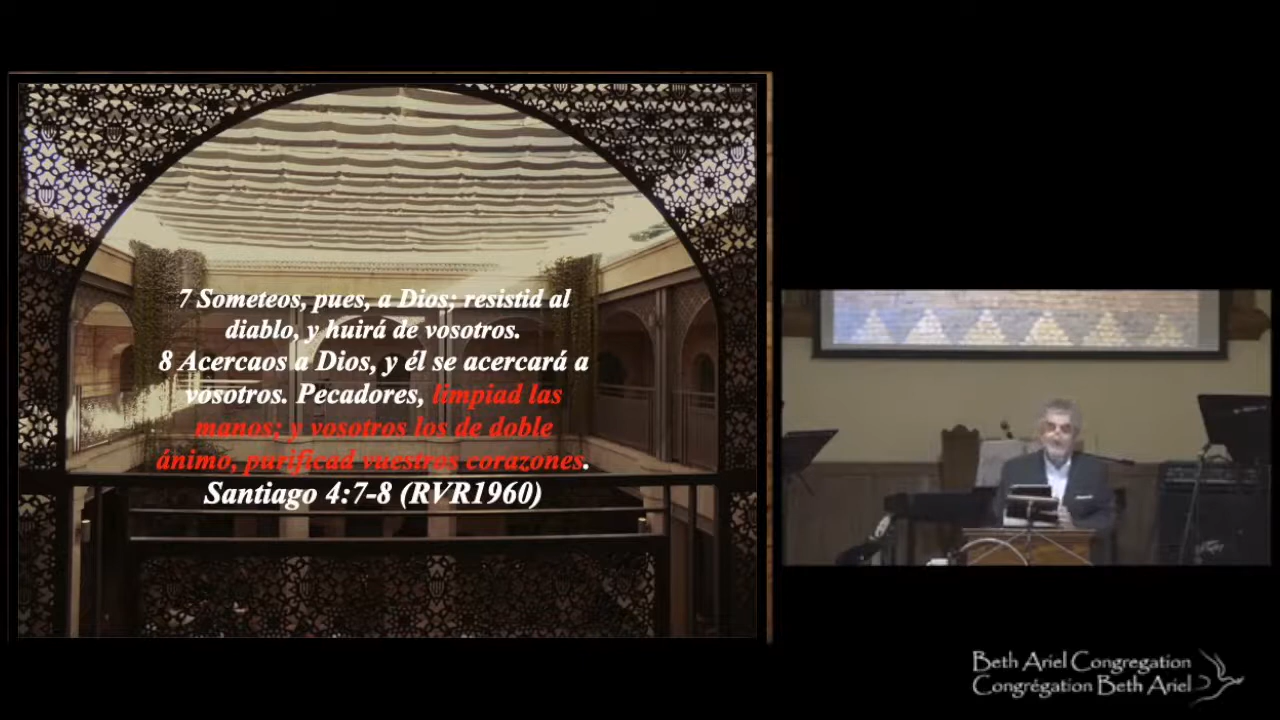 7 Someteos, pues, a Dios; resistid al
diablo, y huirá de vosotros.
8 Acercaos a Dios, y él se acercará a
vosotros. Pecadores, limpiad las
manos; y vosotros los de doble
ánimo, purificad vuestros corazones.
Santiago 4:7-8 (RVR1960)
Beth Ariel Congregation
Congrégation Beth Ariel